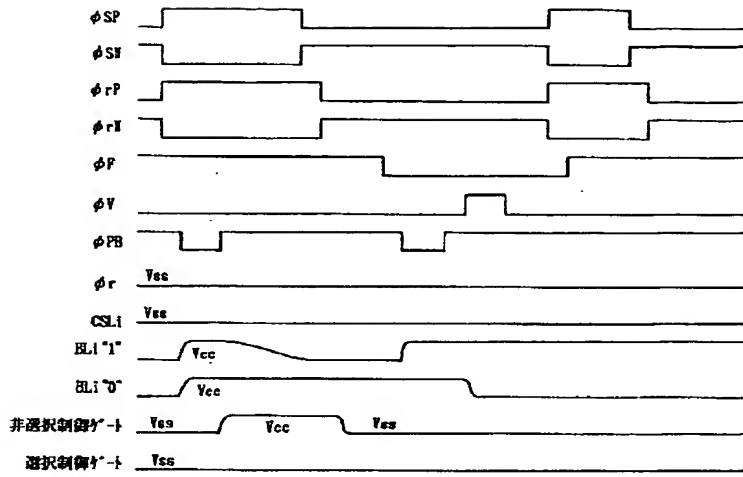 φSP
φSN
φrP
φrN
φF
φV
φPB
φr Vss
CSLi Vss
BLi"1" Vcc
BLi"0" Vcc
非選択制御ゲート Vss Vcc Vss
選択制御ゲート Vss